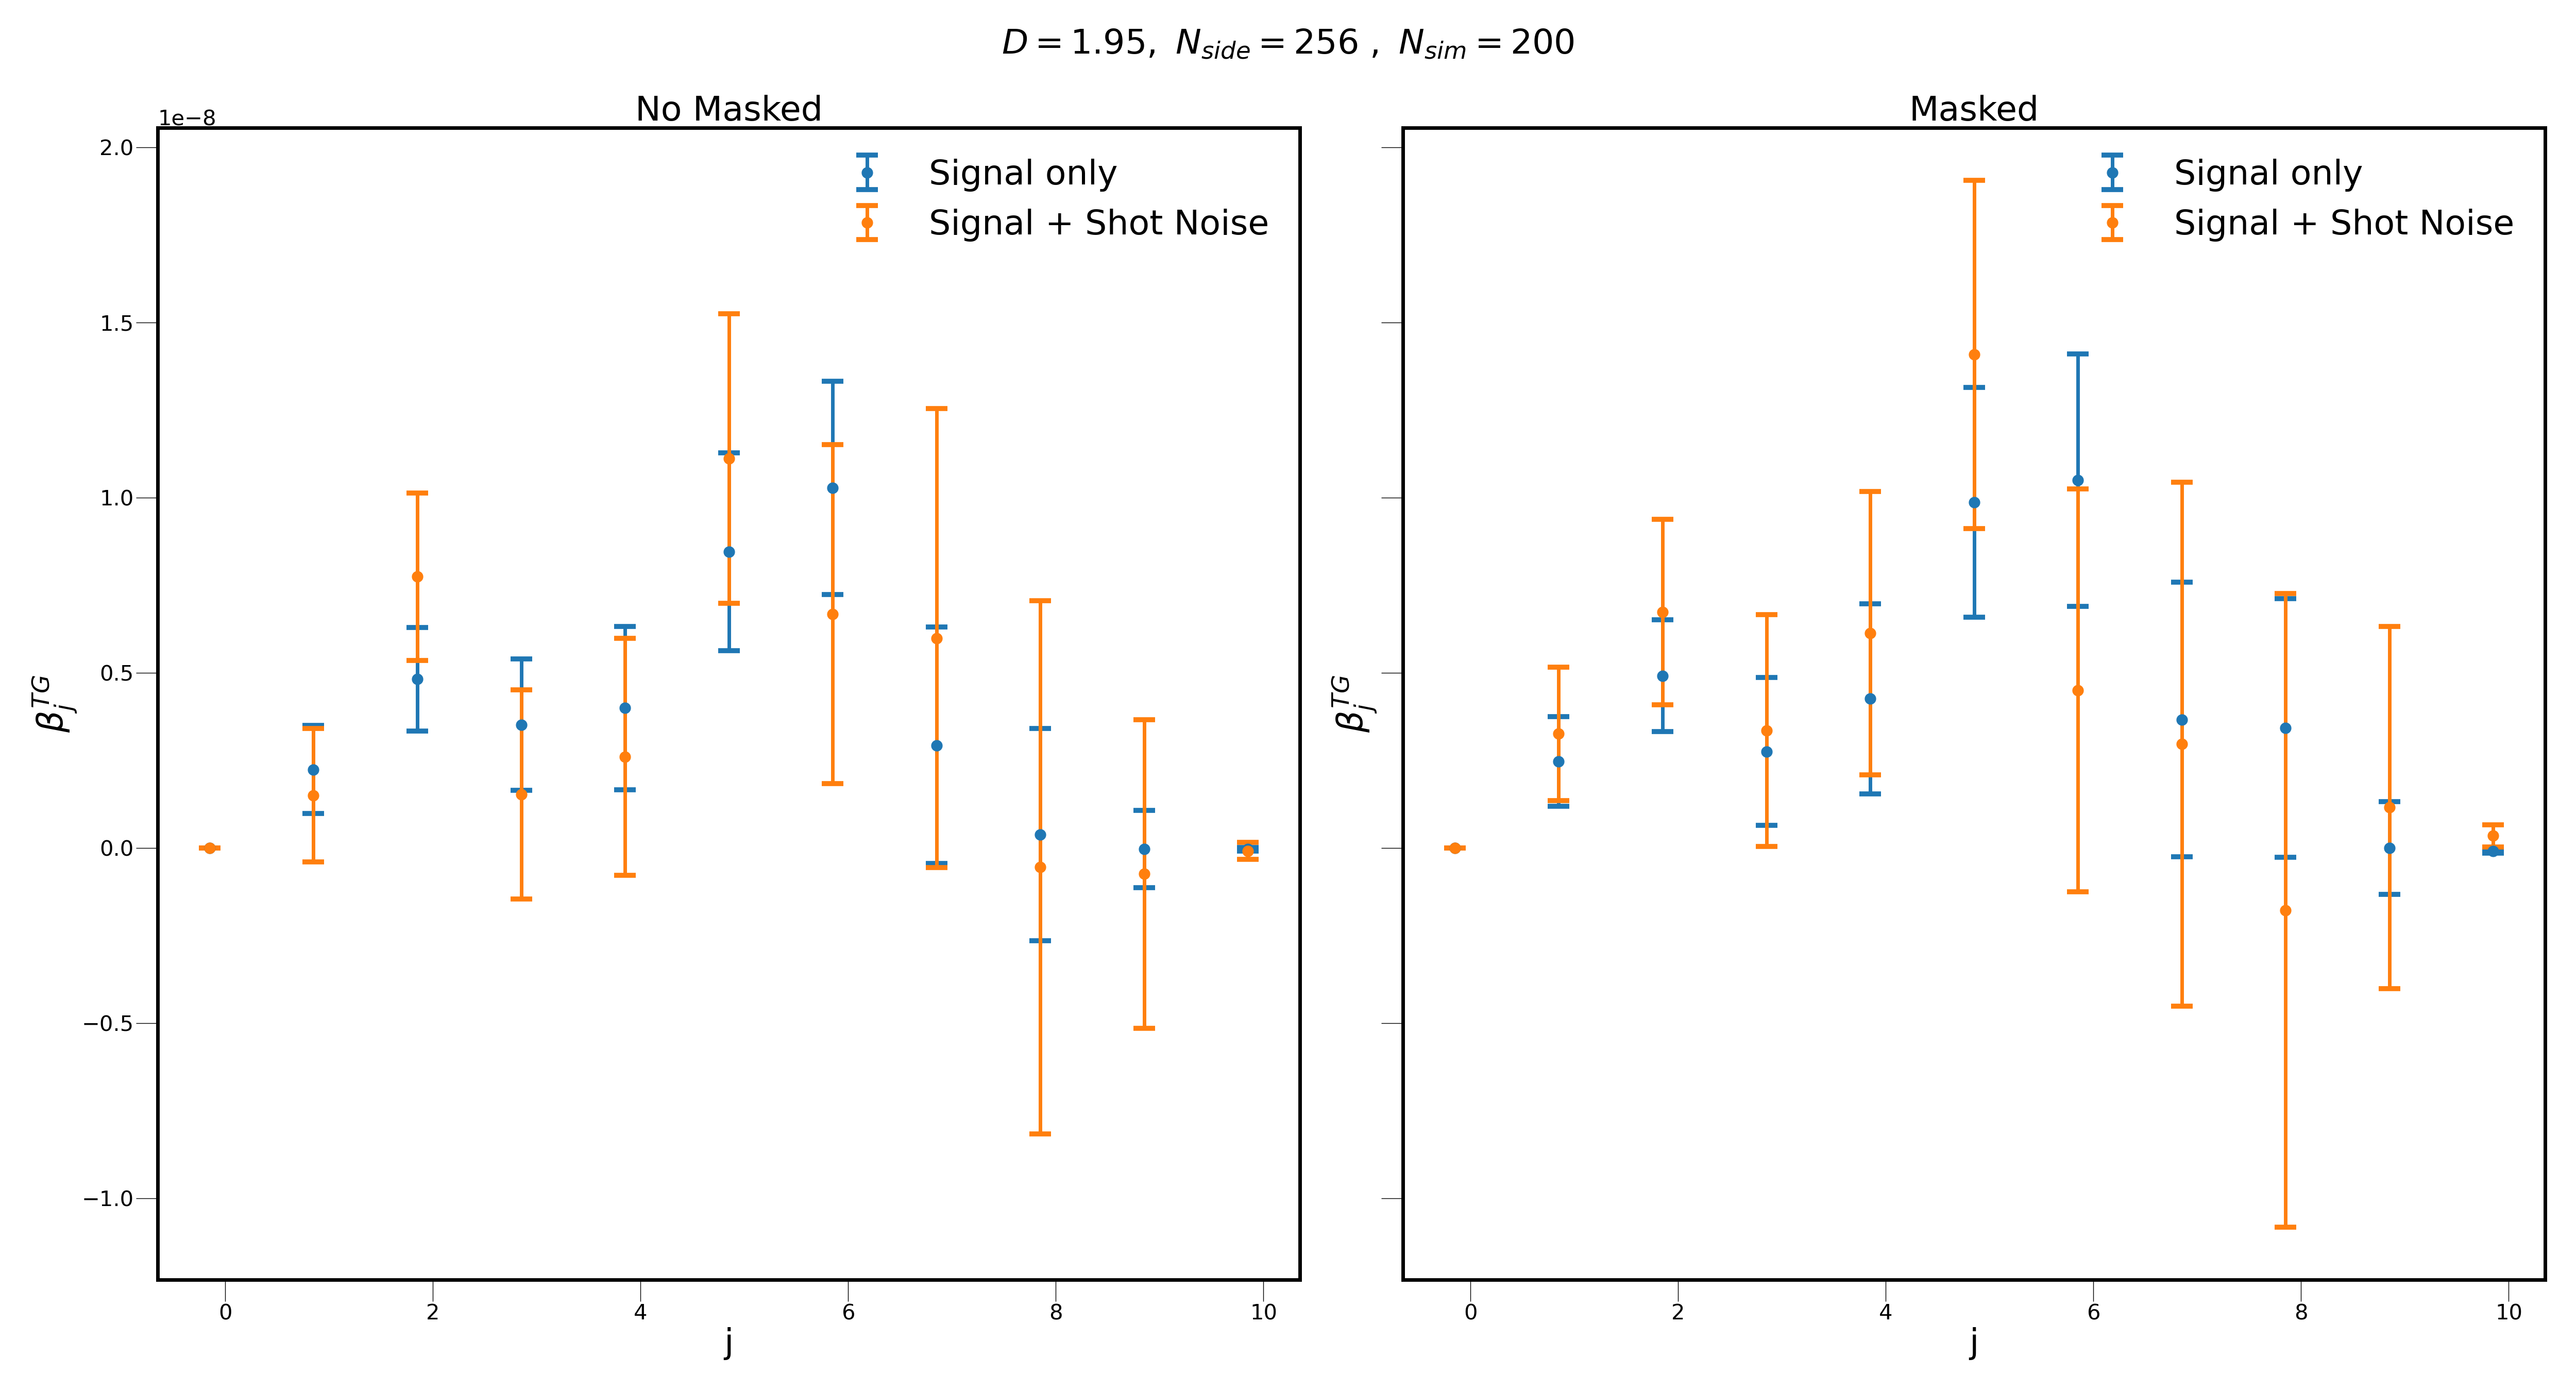 D = 1.95, N_side = 256 , N_sim = 200
No Masked
1e−8
Signal only
Signal + Shot Noise
2.0
1.5
1.0
0.5
0.0
−0.5
−1.0
β_j^TG
0 2 4 6 8 10
j
Masked
Signal only
Signal + Shot Noise
β_j^TG
0 2 4 6 8 10
j